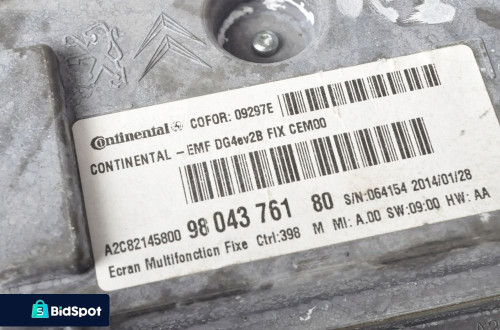 Continental COFOR: 09297E
CONTINENTAL - EMF DG4ev2B FIX CEM00
A2C82145800 98 043 761 80 S/N:064154 2014/01/28
Ecran Multifonction Fixe Ctrl:398 M MI: A.00 SW:09:00 HW: AA
BidSpot